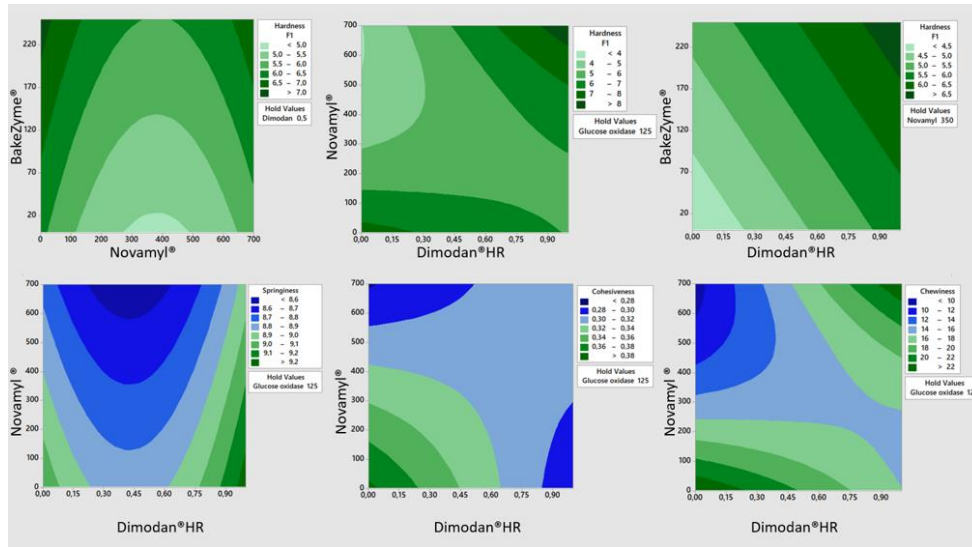 Hardness
F1
< 5.0
5.0 – 5.5
5.5 – 6.0
6.0 – 6.5
6.5 – 7.0
> 7.0
Hold Values
Dimodan 0,5
BakeZyme®
220
170
120
70
20
0 100 200 300 400 500 600 700
Novamyl®
Hardness
F1
< 4
4 – 5
5 – 6
6 – 7
7 – 8
> 8
Hold Values
Glucose oxidase 125
Novamyl®
700
600
500
400
300
200
100
0
0,00 0,15 0,30 0,45 0,60 0,75 0,90
Dimodan®HR
Hardness
F1
< 4.5
4.5 – 5.0
5.0 – 5.5
5.5 – 6.0
6.0 – 6.5
> 6.5
Hold Values
Novamyl 350
BakeZyme®
220
170
120
70
20
0,00 0,15 0,30 0,45 0,60 0,75 0,90
Dimodan®HR
Springiness
< 8.6
8.6 – 8.7
8.7 – 8.8
8.8 – 8.9
8.9 – 9.0
9.0 – 9.1
9.1 – 9.2
> 9.2
Hold Values
Glucose oxidase 125
Novamyl®
700
600
500
400
300
200
100
0
0,00 0,15 0,30 0,45 0,60 0,75 0,90
Dimodan®HR
Cohesiveness
< 0,28
0,28 – 0,30
0,30 – 0,32
0,32 – 0,34
0,34 – 0,36
0,36 – 0,38
> 0,38
Hold Values
Glucose oxidase 125
Novamyl®
700
600
500
400
300
200
100
0
0,00 0,15 0,30 0,45 0,60 0,75 0,90
Dimodan®HR
Chewiness
< 10
10 – 12
12 – 14
14 – 16
16 – 18
18 – 20
20 – 22
> 22
Hold Values
Glucose oxidase 12
Novamyl ®
700
600
500
400
300
200
100
0
0,00 0,15 0,30 0,45 0,60 0,75 0,90
Dimodan®HR